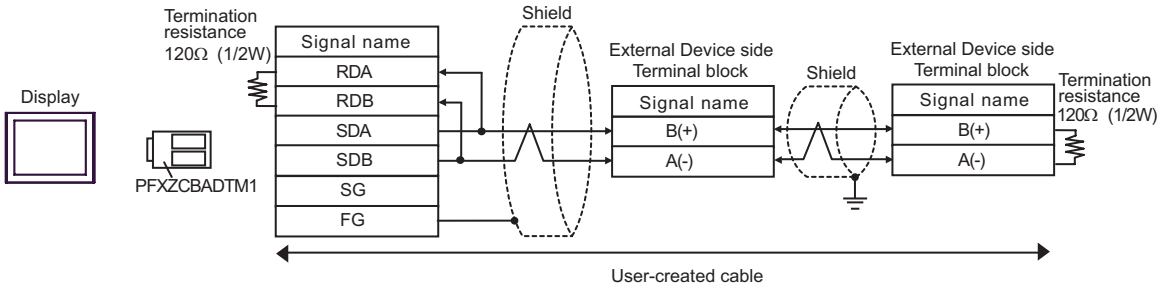 Display
PFXZCBADTM1
Termination
resistance
120Ω (1/2W)
Signal name
RDA
RDB
SDA
SDB
SG
FG
Shield
External Device side
Terminal block
Signal name
B(+)
A(-)
Shield
External Device side
Terminal block
Signal name
B(+)
A(-)
Termination
resistance
120Ω (1/2W)
User-created cable